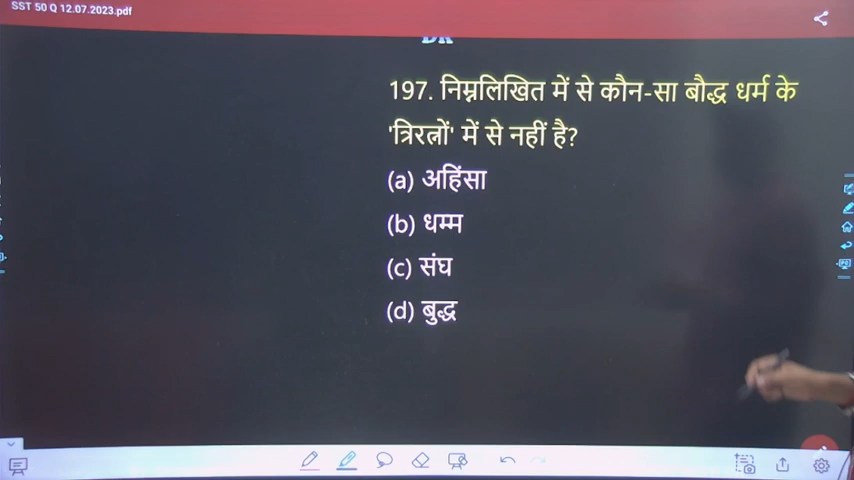 SST 50 Q 12.07.2023.pdf
197. निम्नलिखित में से कौन-सा बौद्ध धर्म के
'त्रिरत्नों' में से नहीं है?
(a) अहिंसा
(b) धम्म
(c) संघ
(d) बुद्ध